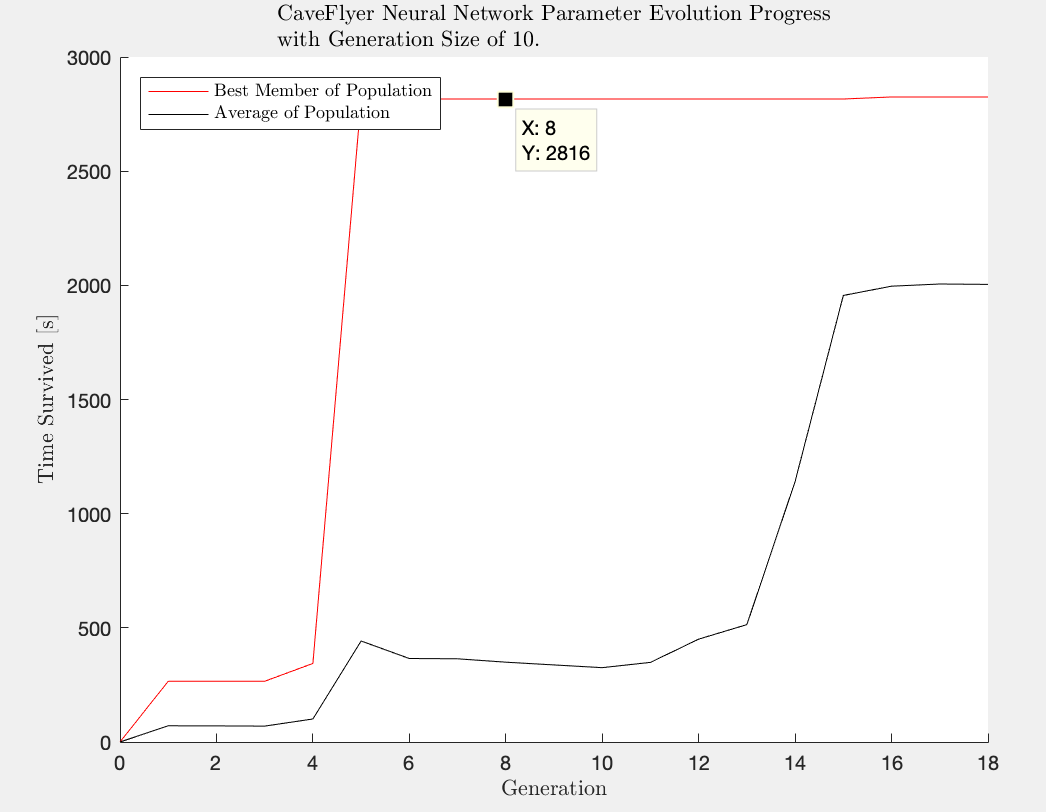 CaveFlyer Neural Network Parameter Evolution Progress
with Generation Size of 10.
3000
Best Member of Population
Average of Population
X: 8
Y: 2816
2500
2000
Time Survived [s]
1500
1000
500
0
0 2 4 6 8 10 12 14 16 18
Generation